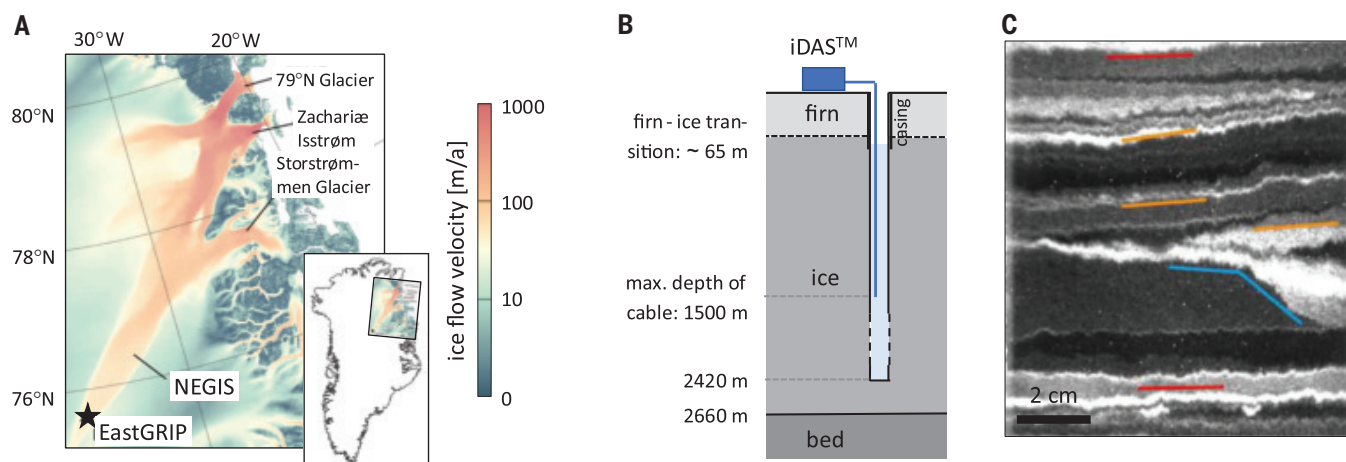 A
30°W
20°W
80°N
78°N
76°N
79°N Glacier
Zachariæ
Isstrøm
Storstrøm-
men Glacier
NEGIS
EastGRIP
ice flow velocity [m/a]
1000
100
10
0
B
iDAS™
firn
casing
firn - ice tran-
sition: ~ 65 m
ice
max. depth of
cable: 1500 m
2420 m
2660 m
bed
C
2 cm